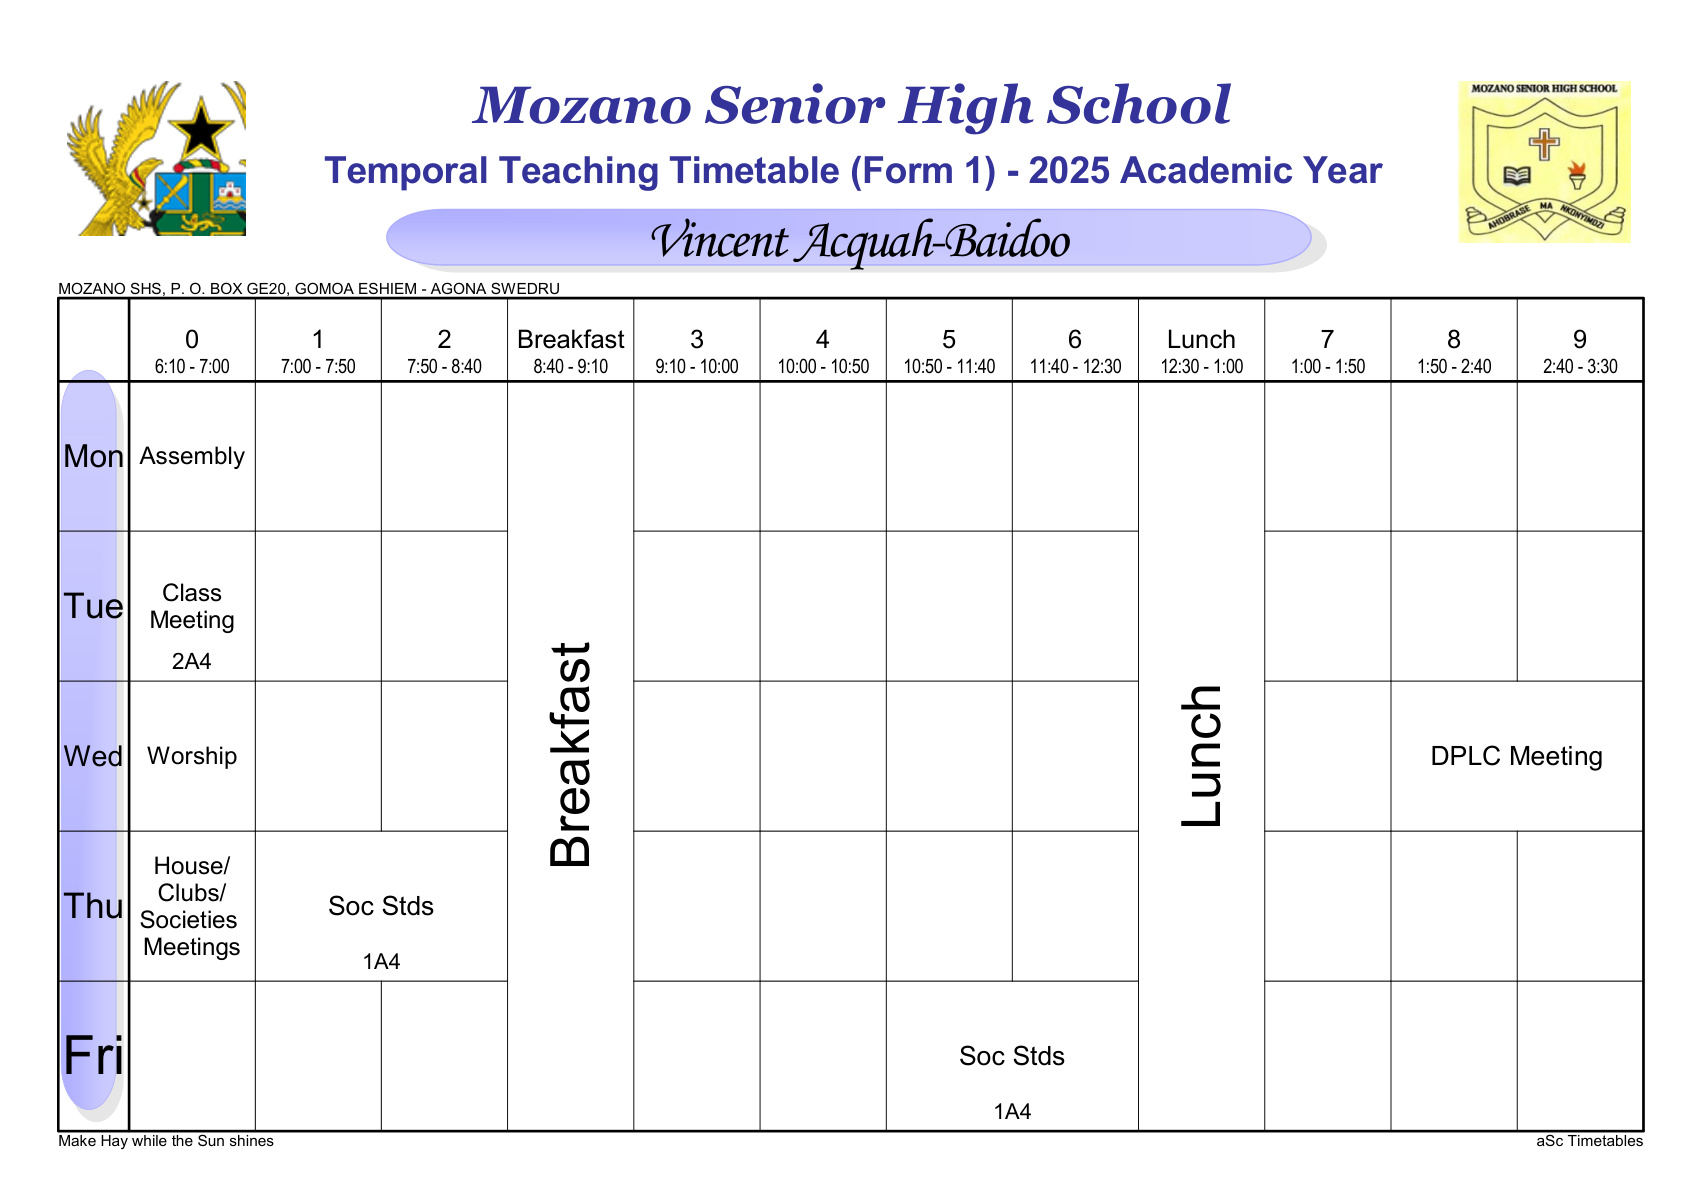 MOZANO SENIOR HIGH SCHOOL
AHOBRASE MA NKONYIMDZI
Mozano Senior High School
Temporal Teaching Timetable (Form 1) - 2025 Academic Year
Vincent Acquah-Baidoo
MOZANO SHS, P. O. BOX GE20, GOMOA ESHIEM - AGONA SWEDRU
0 1 2 Breakfast 3 4 5 6 Lunch 7 8 9
6:10 - 7:00 7:00 - 7:50 7:50 - 8:40 8:40 - 9:10 9:10 - 10:00 10:00 - 10:50 10:50 - 11:40 11:40 - 12:30 12:30 - 1:00 1:00 - 1:50 1:50 - 2:40 2:40 - 3:30
Mon Assembly
Tue Class
Meeting
2A4
Breakfast
Lunch
Wed Worship DPLC Meeting
Thu House/
Clubs/
Societies
Meetings
Soc Stds
1A4
Fri Soc Stds
1A4
Make Hay while the Sun shines
aSc Timetables